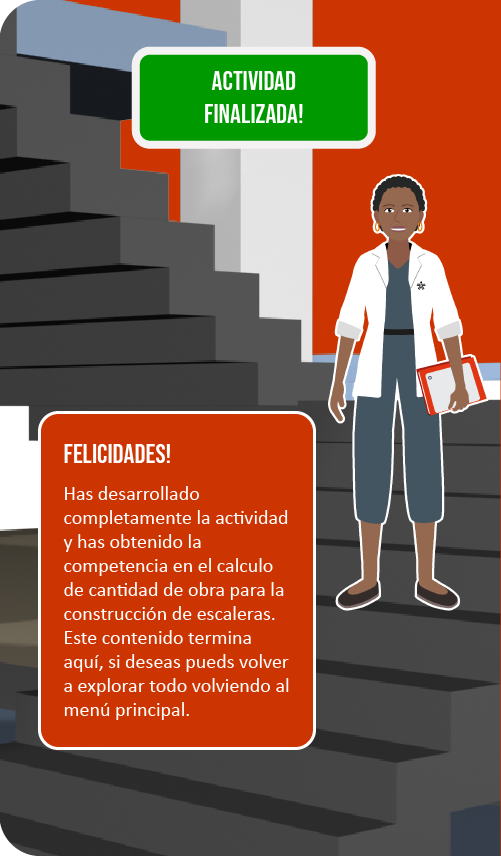 ACTIVIDAD
FINALIZADA!
FELICIDADES!
Has desarrollado
completamente la actividad
y has obtenido la
competencia en el calculo
de cantidad de obra para la
construcción de escaleras.
Este contenido termina
aquí, si deseas pueds volver
a explorar todo volviendo al
menú principal.